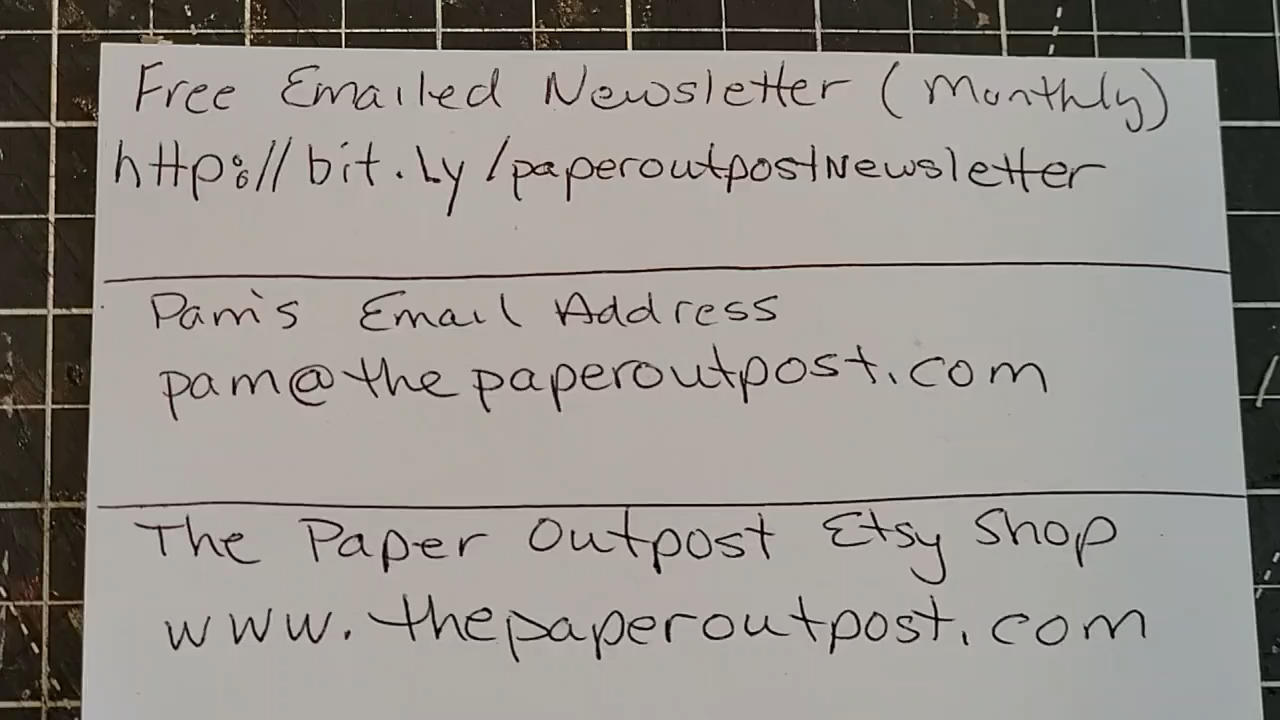 Free Emailed Newsletter (Monthly)
http://bit.ly/paperoutpostNewsletter
Pam's Email Address
pam@thepaperoutpost.com
The Paper Outpost Etsy Shop
www.thepaperoutpost.com